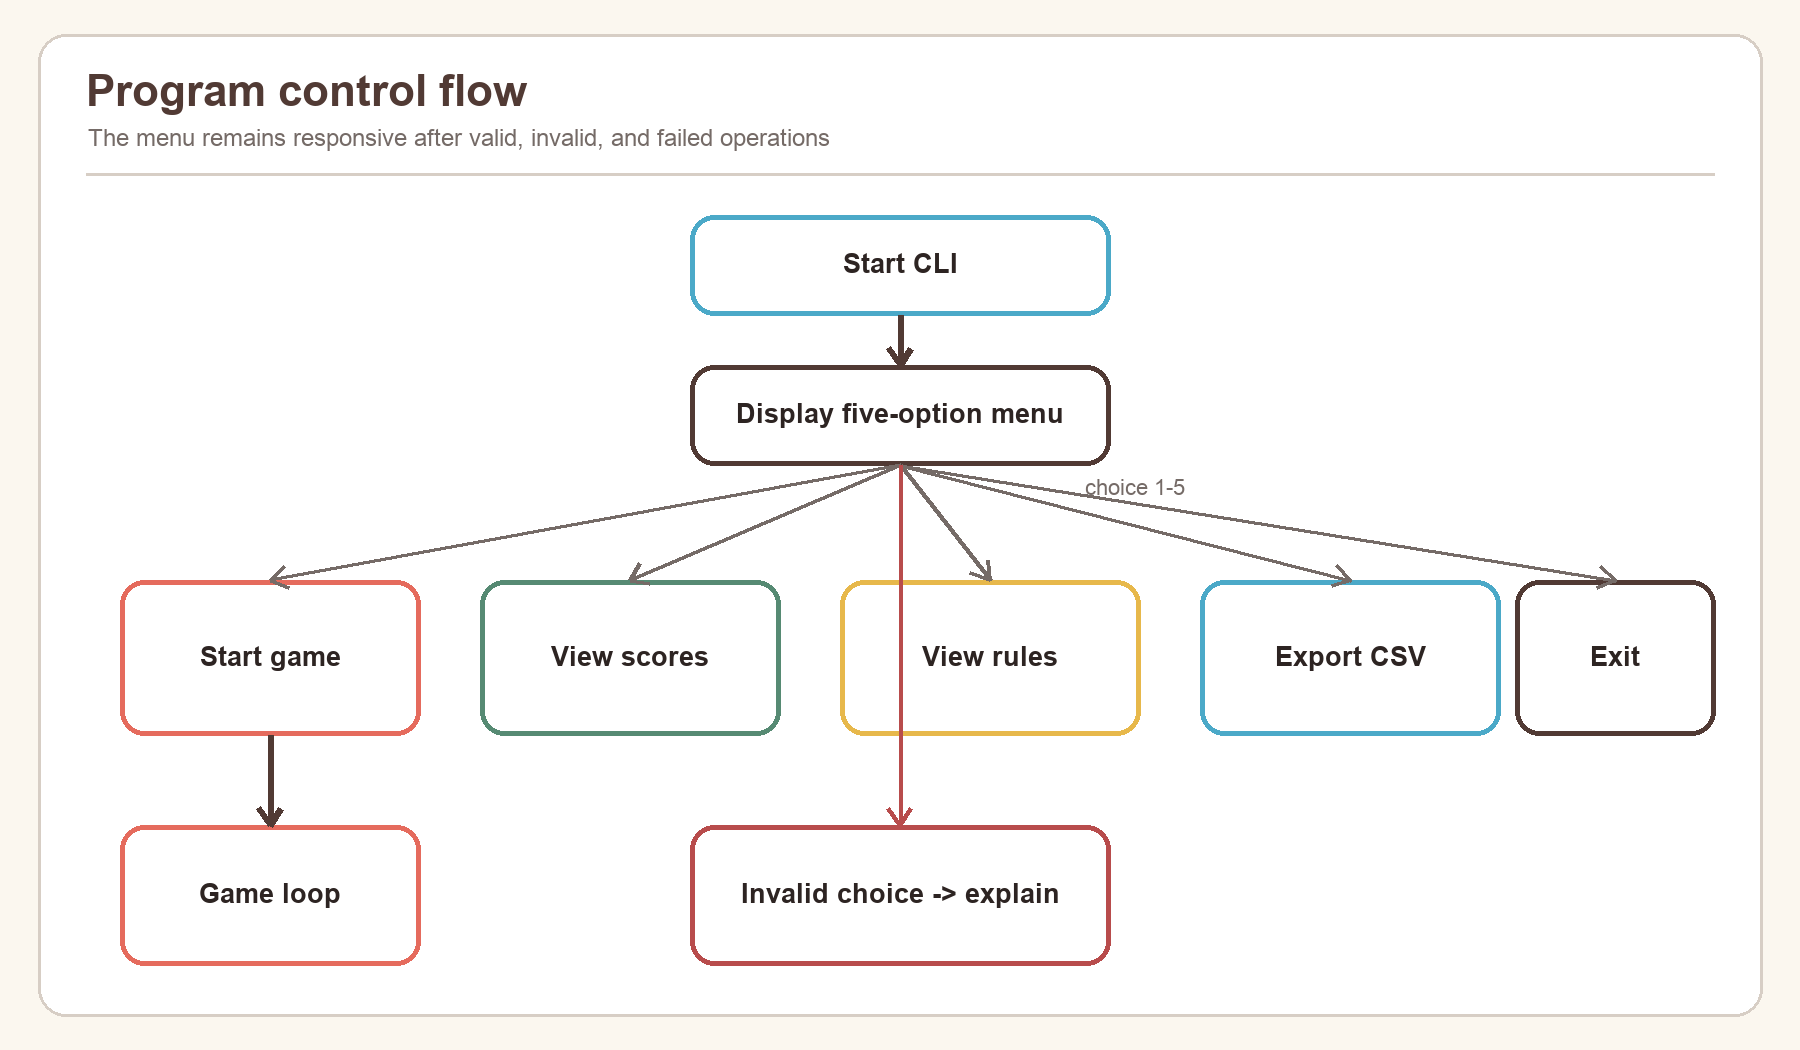 Program control flow
The menu remains responsive after valid, invalid, and failed operations
Start CLI
Display five-option menu
choice 1-5
Start game
View scores
View rules
Export CSV
Exit
Game loop
Invalid choice -> explain